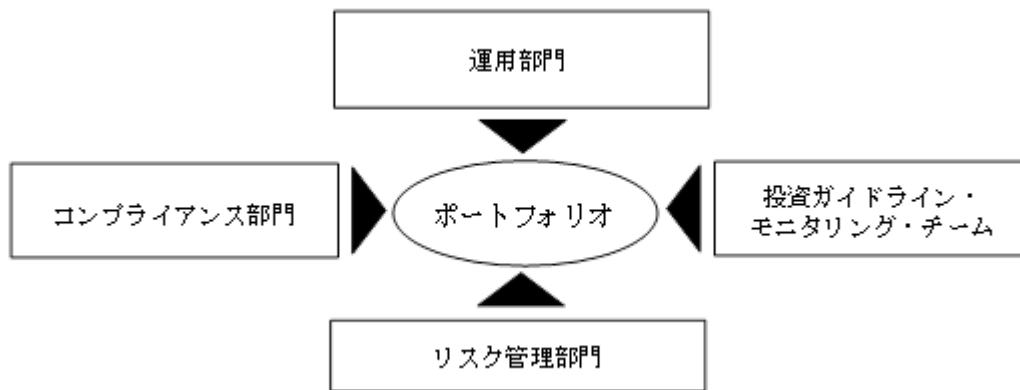 運用部門
コンプライアンス部門
ポートフォリオ
投資ガイドライン・
モニタリング・チーム
リスク管理部門